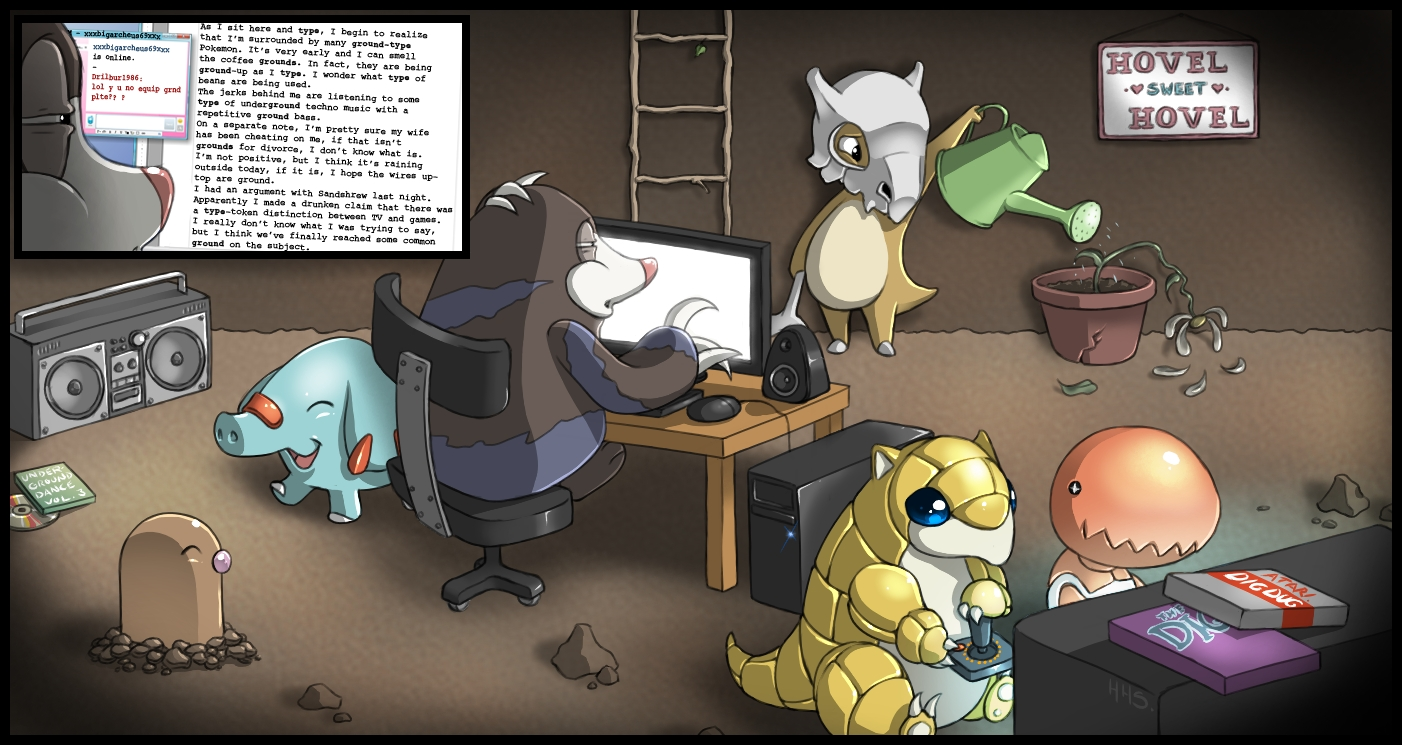 M - xxxbigarcheus69xxx
xxxbigarcheus69xxx
is online.
-
Drilbur1986:
lol y u no equip grnd
plte?? ?
As I sit here and type, I begin to realize
that I'm surrounded by many ground-type
Pokemon. It's very early and I can smell
the coffee grounds. In fact, they are being
ground-up as I type. I wonder what type of
beans are being used.
The jerks behind me are listening to some
type of underground techno music with a
repetitive ground bass.
On a separate note, I'm pretty sure my wife
has been cheating on me, if that isn't
grounds for divorce, I don't know what is.
I'm not positive, but I think it's raining
outside today, if it is, I hope the wires up-
top are ground.
I had an argument with Sandshrew last night.
Apparently I made a drunken claim that there was
a type-token distinction between TV and games.
I really don't know what I was trying to say,
but I think we've finally reached some common
ground on the subject.
HOVEL
SWEET
HOVEL
UNDER-
GROUND
DANCE
VOL. 3
ATARI
DIG DUG
THE
DIG
H4S.